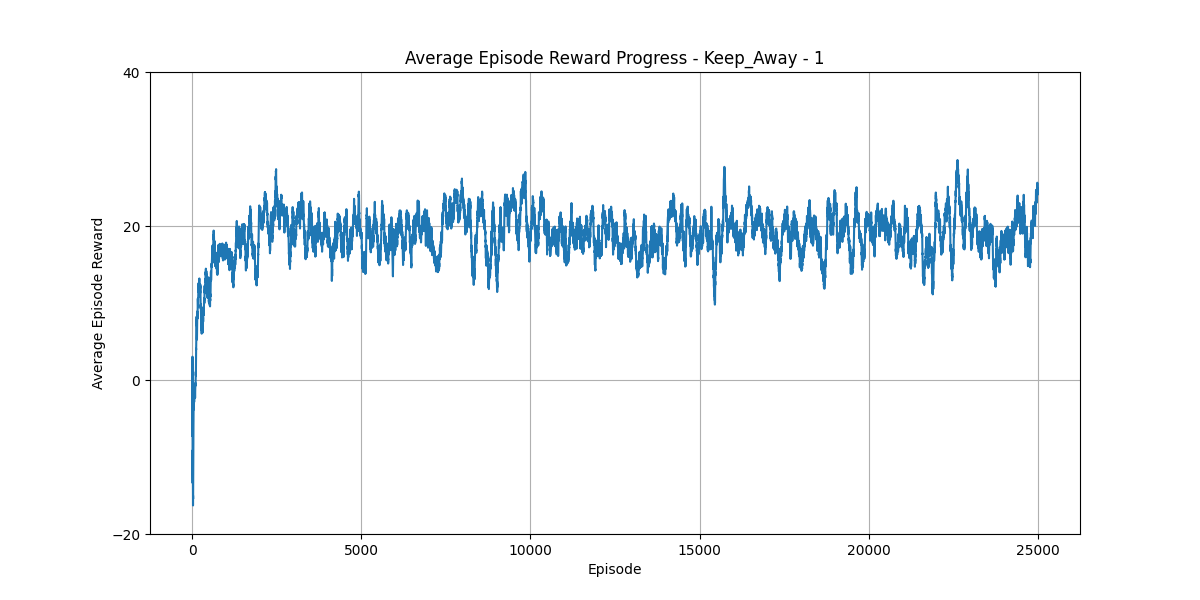 Average Episode Reward Progress - Keep_Away - 1
40
20
0
−20
Average Episode Reward
0 5000 10000 15000 20000 25000
Episode